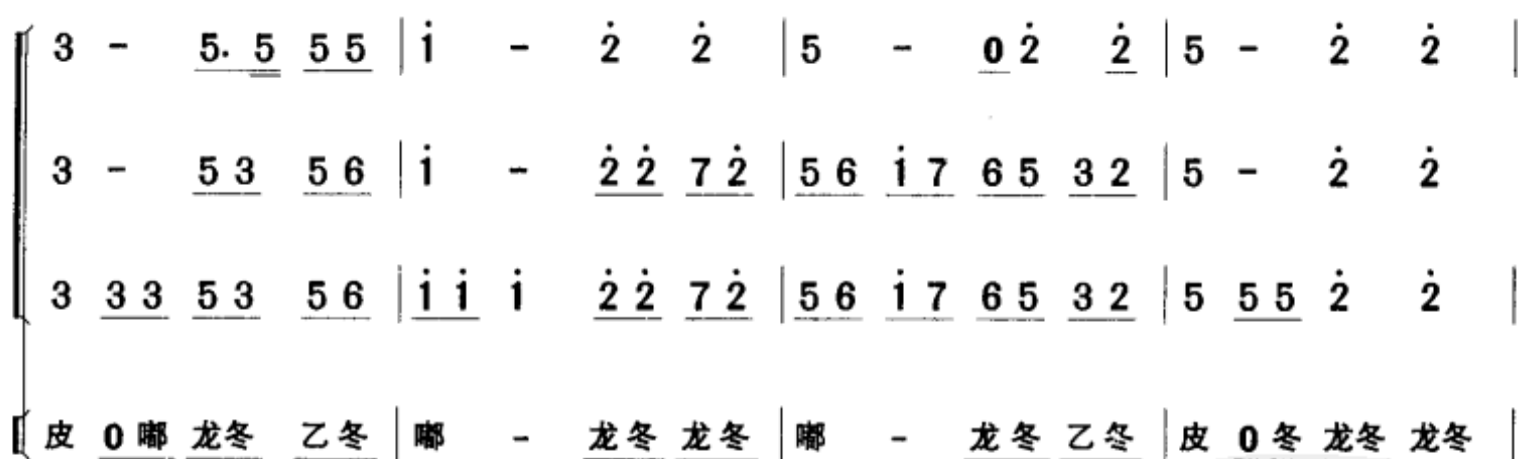 3 - 5. 5 5 5 | i - 2̇ 2̇ | 5 - 0 2̇ 2̇ | 5 - 2̇ 2̇ |
3 - 5 3 5 6 | i - 2̇ 2̇ 7 2̇ | 5 6 i 7 6 5 3 2 | 5 - 2̇ 2̇
3 3 3 5 3 5 6 | i i i 2̇ 2̇ 7 2̇ | 5 6 i 7 6 5 3 2 | 5 5 5 2̇ 2̇ |
皮 0 嘟 龙冬 乙冬 | 嘟 - 龙冬 龙冬 | 嘟 - 龙冬 乙冬 | 皮 0 冬 龙冬 龙冬 |